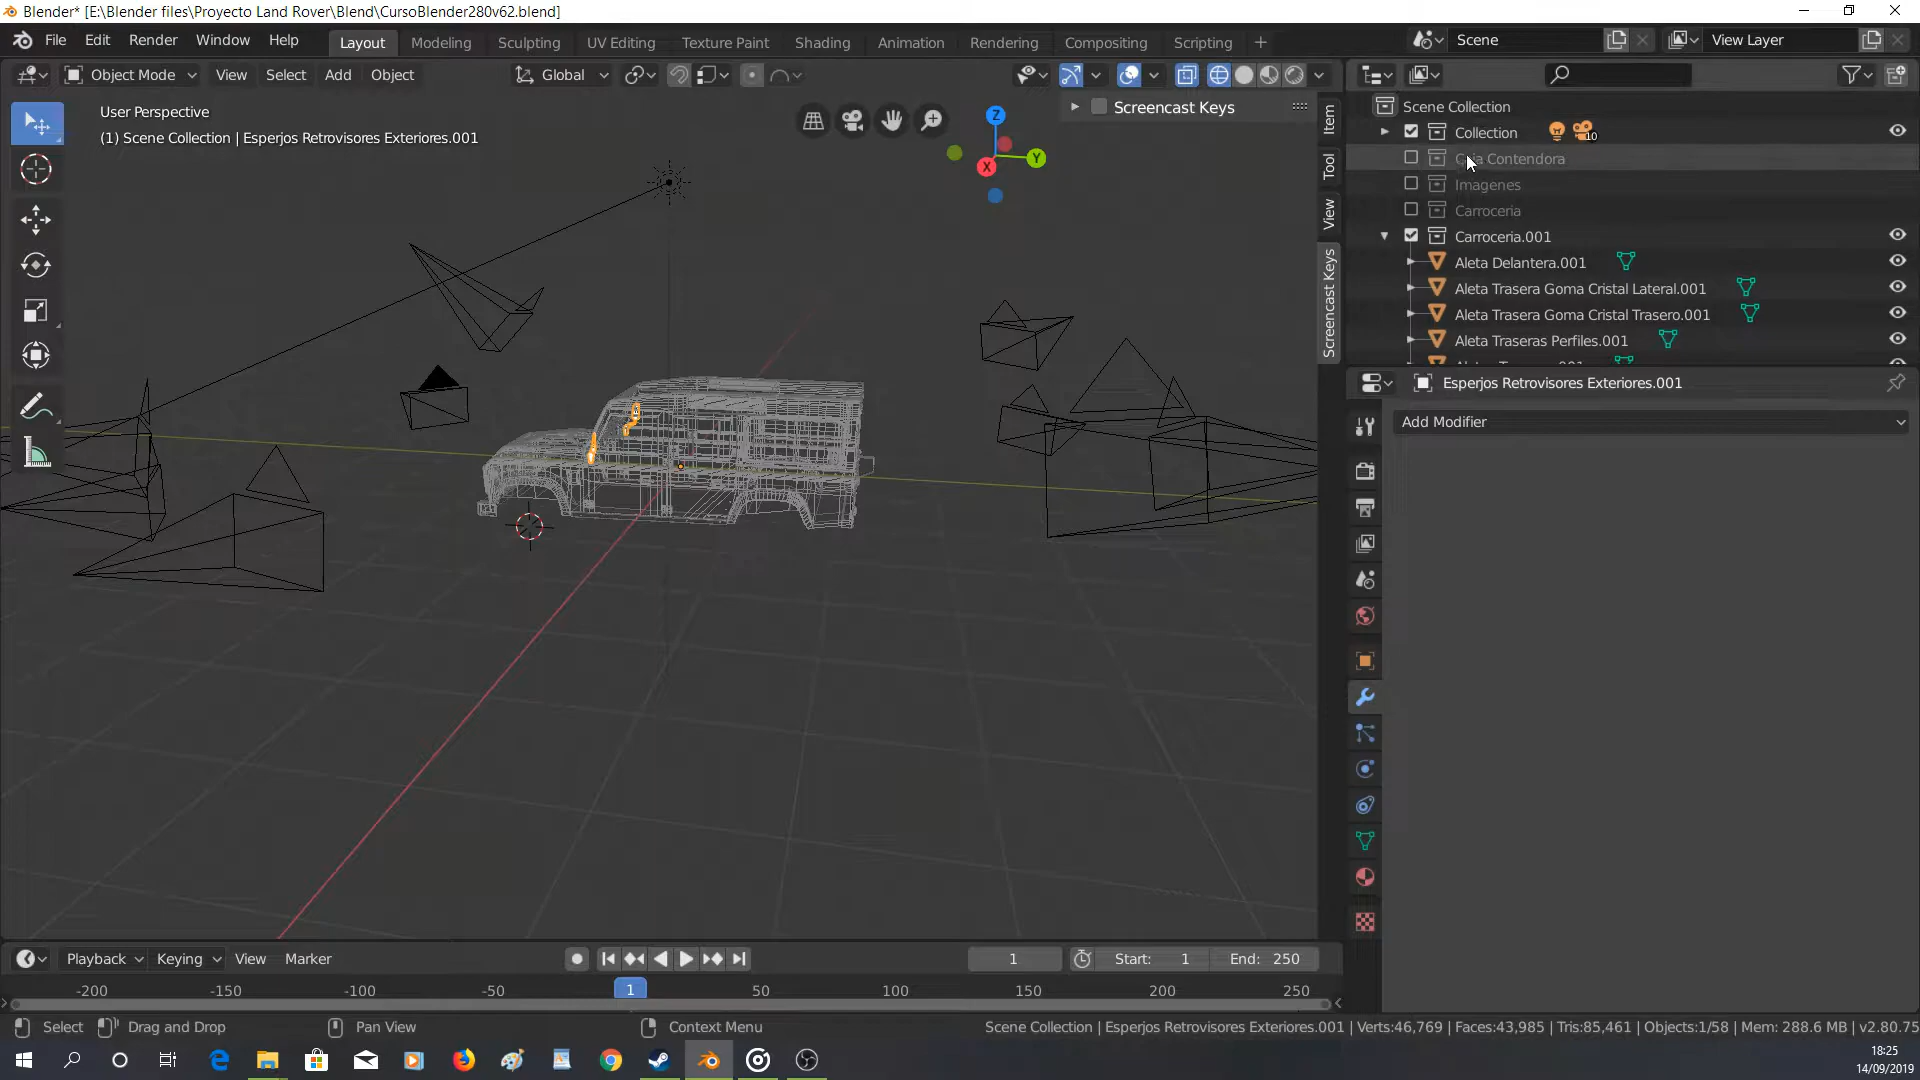 Blender* [E:\Blender files\Proyecto Land Rover\Blend\CursoBlender280v62.blend]
File Edit Render Window Help Layout Modeling Sculpting UV Editing Texture Paint Shading Animation Rendering Compositing Scripting + Scene View Layer
Object Mode View Select Add Object Global
User Perspective
(1) Scene Collection | Esperjos Retrovisores Exteriores.001
Screencast Keys
Z
Y
X
Item
Tool
View
Screencast Keys
Scene Collection
Collection 10
Contendora
Imagenes
Carroceria
Carroceria.001
Aleta Delantera.001
Aleta Trasera Goma Cristal Lateral.001
Aleta Trasera Goma Cristal Trasero.001
Aleta Traseras Perfiles.001
Esperjos Retrovisores Exteriores.001
Add Modifier
Playback Keying View Marker 1 Start: 1 End: 250
-200 -150 -100 -50 1 50 100 150 200 250
Select Drag and Drop Pan View Context Menu Scene Collection | Esperjos Retrovisores Exteriores.001 | Verts:46,769 | Faces:43,985 | Tris:85,461 | Objects:1/58 | Mem: 288.6 MB | v2.80.75
18:25
14/09/2019